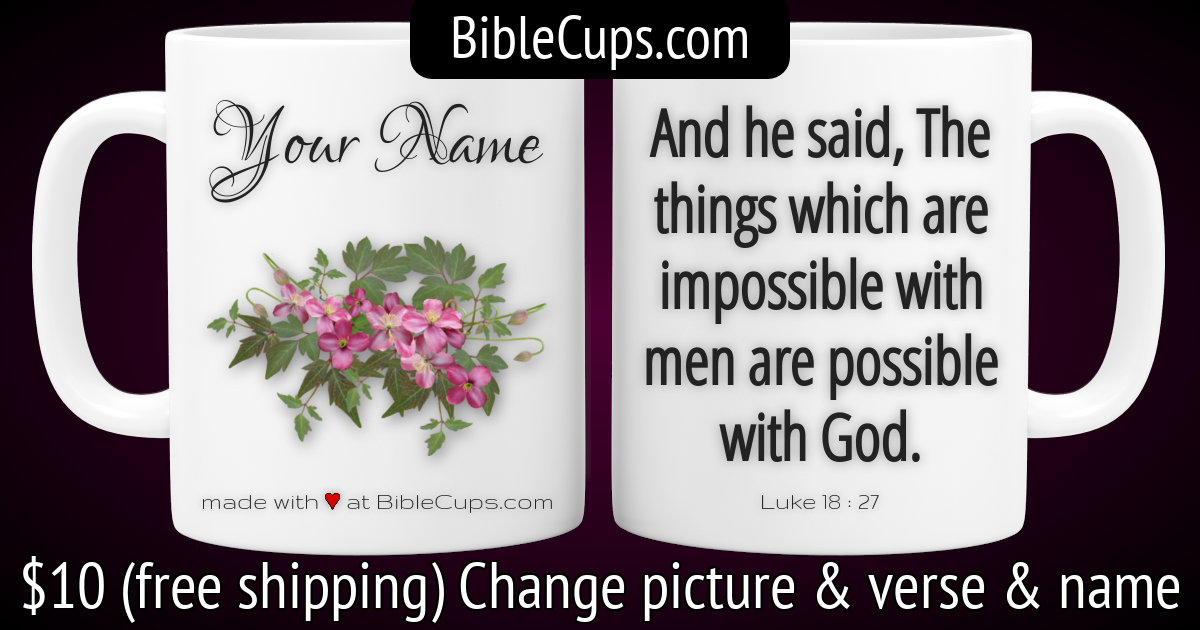 BibleCups.com
Your Name
made with ♥ at BibleCups.com
And he said, The
things which are
impossible with
men are possible
with God.
Luke 18 : 27
$10 (free shipping) Change picture & verse & name